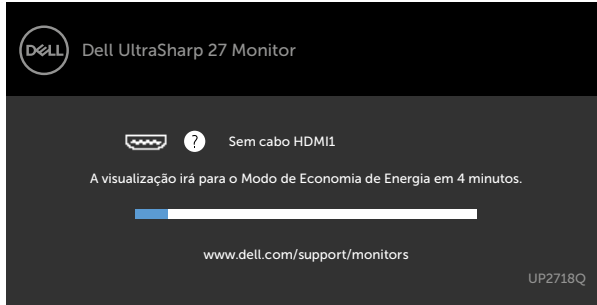 DELL
Dell UltraSharp 27 Monitor
? Sem cabo HDMI1
A visualização irá para o Modo de Economia de Energia em 4 minutos.
www.dell.com/support/monitors
UP2718Q